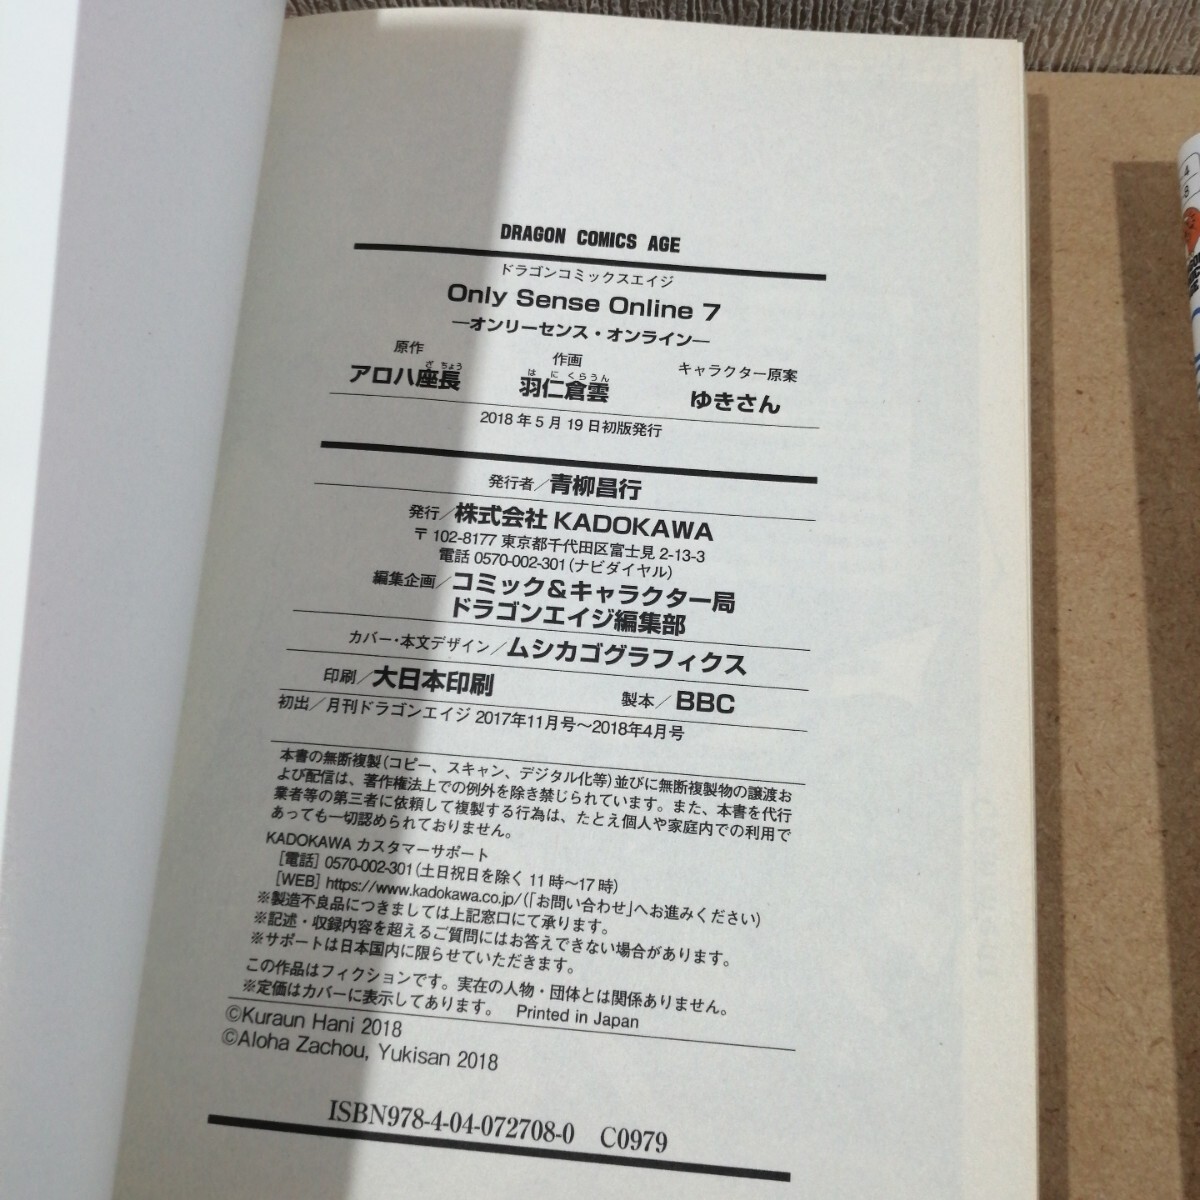 DRAGON COMICS AGE
ドラゴンコミックスエイジ
Only Sense Online 7
―オンリーセンス・オンライン―
原作 作画 キャラクター原案
ざちょう はにくらうん
アロハ座長 羽仁倉雲 ゆきさん
2018年5月19日初版発行
発行者／青柳昌行
発行／株式会社KADOKAWA
〒102-8177 東京都千代田区富士見2-13-3
電話0570-002-301（ナビダイヤル）
編集企画／コミック&キャラクター局
ドラゴンエイジ編集部
カバー・本文デザイン／ムシカゴグラフィクス
印刷／大日本印刷 製本／BBC
初出／月刊ドラゴンエイジ2017年11月号～2018年4月号
本書の無断複製（コピー、スキャン、デジタル化等）並びに無断複製物の譲渡お
よび配信は、著作権法上での例外を除き禁じられています。また、本書を代行
業者等の第三者に依頼して複製する行為は、たとえ個人や家庭内での利用で
あっても一切認められておりません。
KADOKAWA カスタマーサポート
［電話］0570-002-301（土日祝日を除く11時～17時）
［WEB］https://www.kadokawa.co.jp/（「お問い合わせ」へお進みください）
※製造不良品につきましては上記窓口にて承ります。
※記述・収録内容を超えるご質問にはお答えできない場合があります。
※サポートは日本国内に限らせていただきます。
この作品はフィクションです。実在の人物・団体とは関係ありません。
※定価はカバーに表示してあります。 Printed in Japan
©Kuraun Hani 2018
©Aloha Zachou, Yukisan 2018
ISBN978-4-04-072708-0 C0979